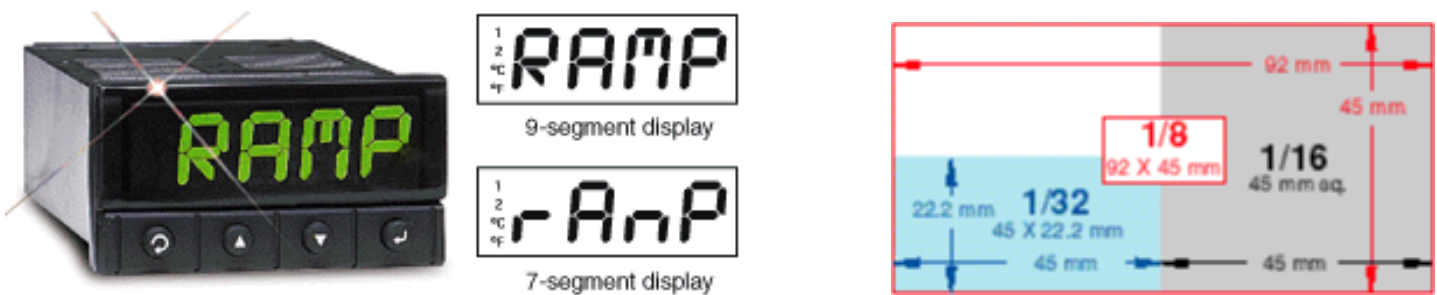 RAMP
1
2
°C
°F
RAMP
9-segment display
1
2
°C
°F
rAnP
7-segment display
92 mm
45 mm
1/8
92 X 45 mm
1/16
45 mm sq.
22.2 mm
1/32
45 X 22.2 mm
45 mm
45 mm